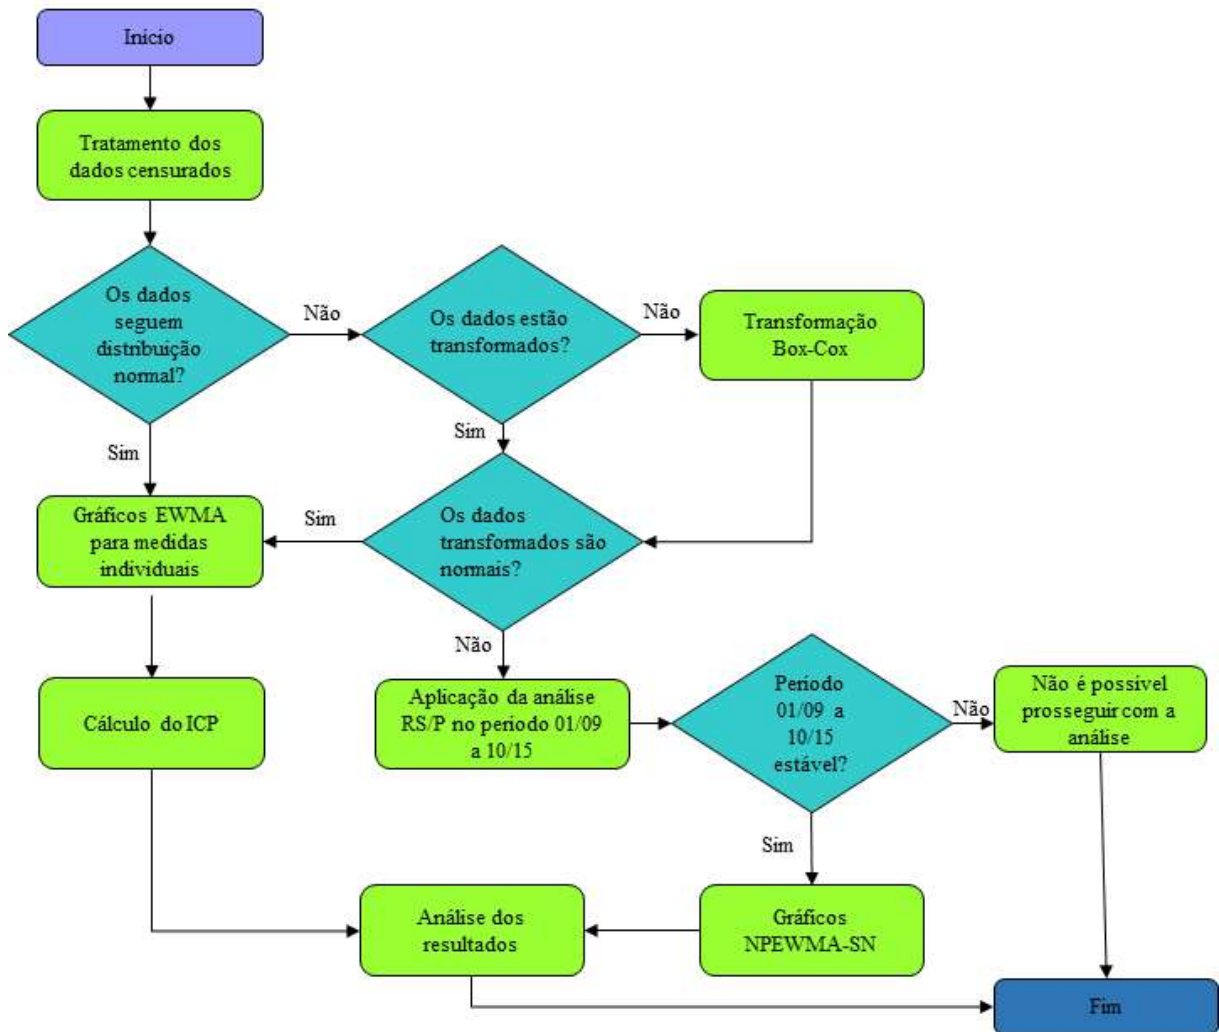 Início
Tratamento dos
dados censurados
Os dados
seguem
distribuição
normal?
Não
Os dados estão
transformados?
Não
Transformação
Box-Cox
Sim
Sim
Gráficos EWMA
para medidas
individuais
Sim
Os dados
transformados são
normais?
Não
Cálculo do ICP
Aplicação da análise
RS/P no período 01/09
a 10/15
Período
01/09 a
10/15
estável?
Não
Não é possível
prosseguir com a
análise
Sim
Análise dos
resultados
Gráficos
NPEWMA-SN
Fim